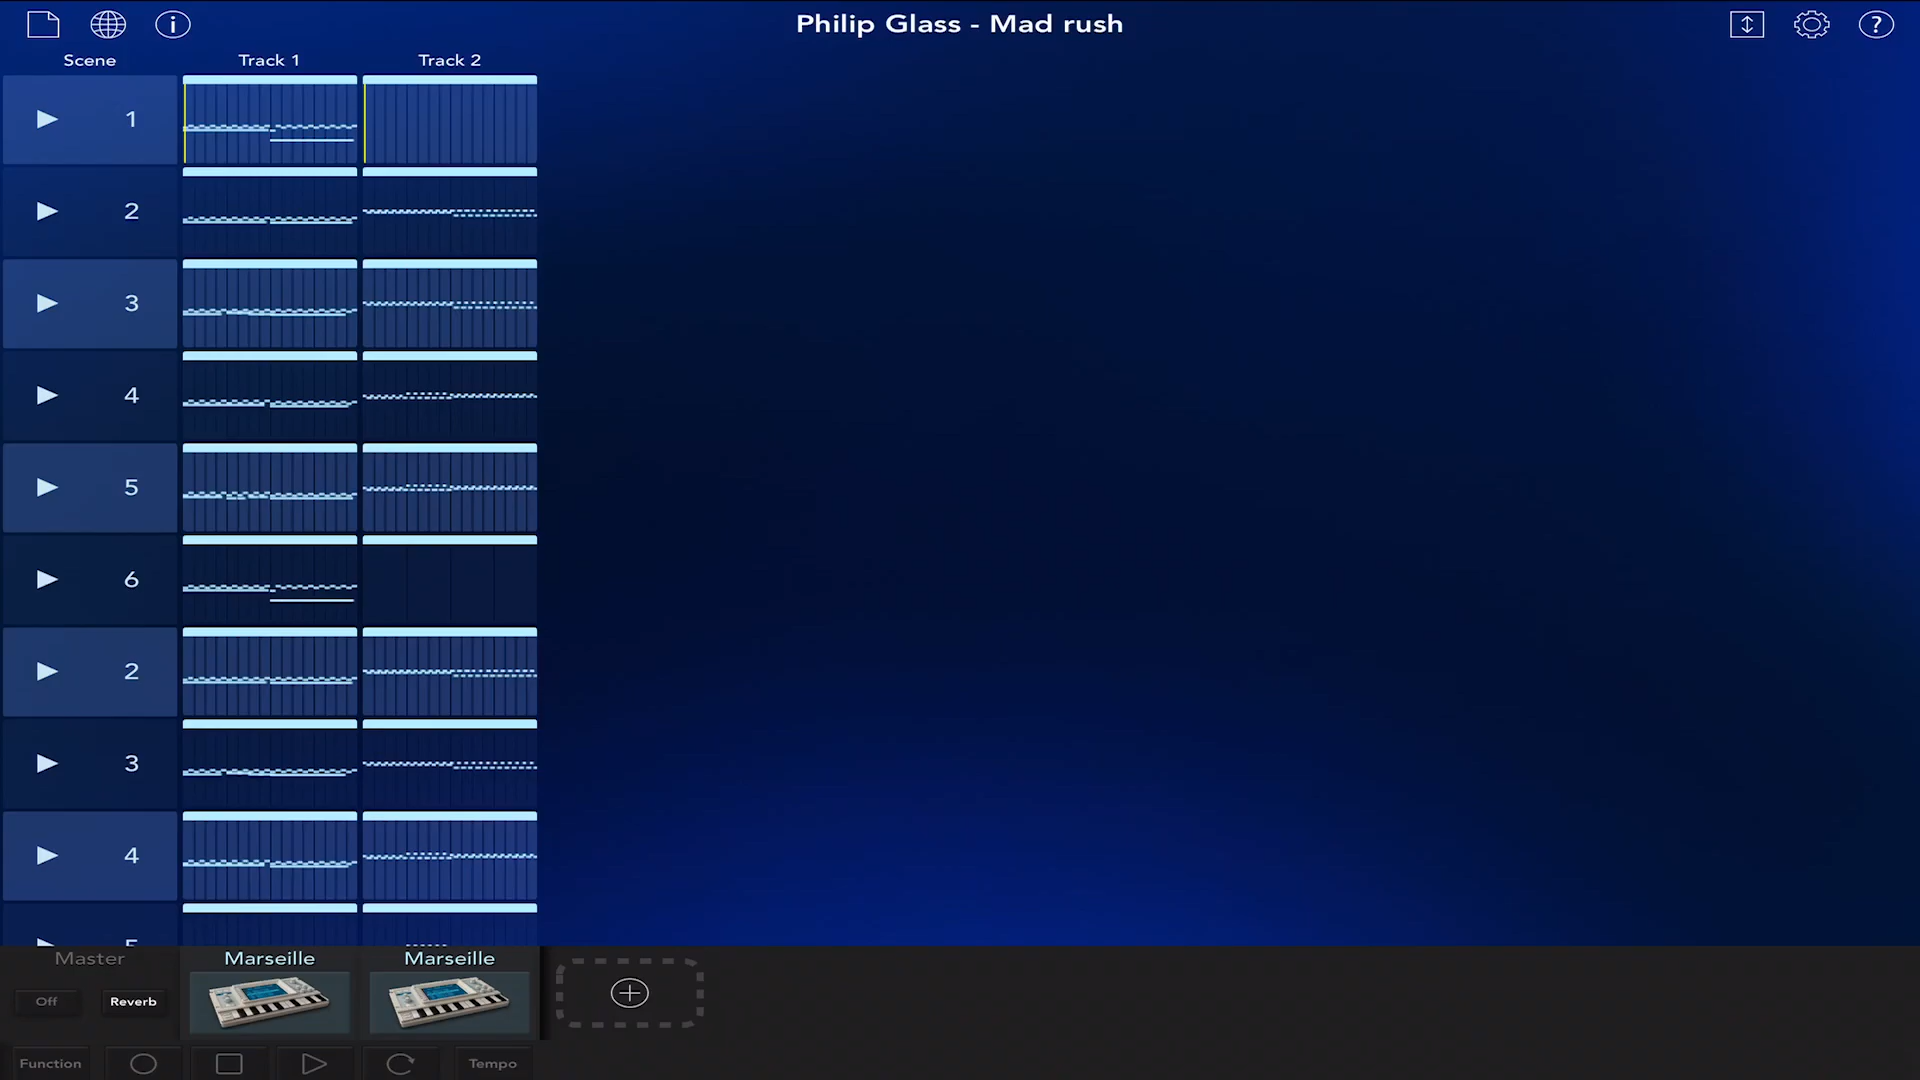 Philip Glass - Mad rush
Scene
Track 1
Track 2
1
2
3
4
5
6
2
3
4
5
Master
Marseille
Marseille
Off
Reverb
Function
Tempo